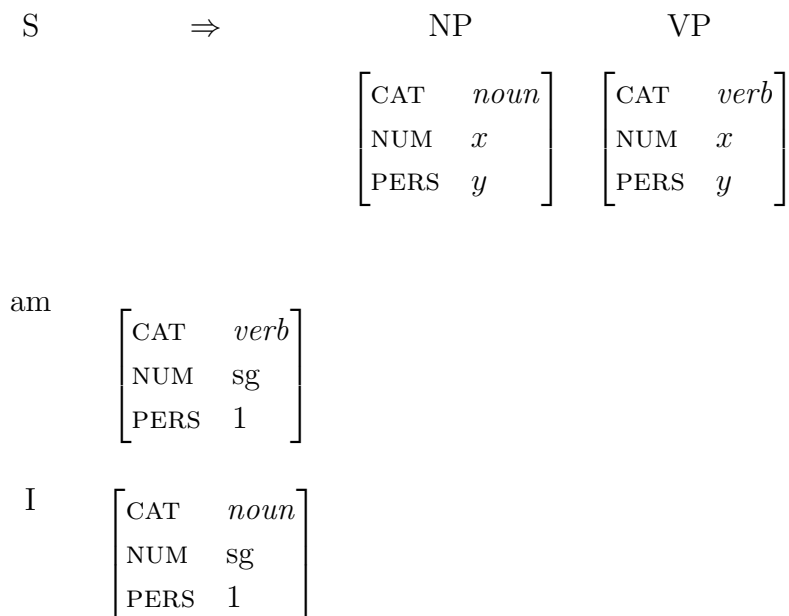 S ⇒ NP VP
CAT noun CAT verb
NUM x NUM x
PERS y PERS y
am
CAT verb
NUM sg
PERS 1
I
CAT noun
NUM sg
PERS 1